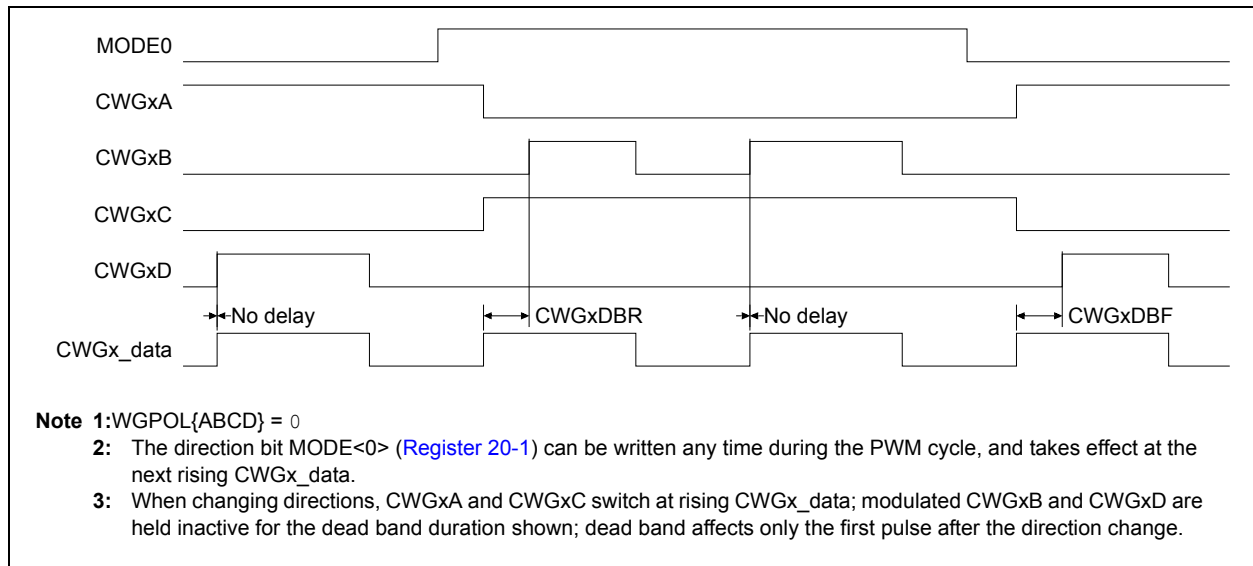 MODE0
CWGxA
CWGxB
CWGxC
CWGxD
No delay CWGxDBR No delay CWGxDBF
CWGx_data
Note 1:WGPOL{ABCD} = 0
2: The direction bit MODE<0> (Register 20-1) can be written any time during the PWM cycle, and takes effect at the
next rising CWGx_data.
3: When changing directions, CWGxA and CWGxC switch at rising CWGx_data; modulated CWGxB and CWGxD are
held inactive for the dead band duration shown; dead band affects only the first pulse after the direction change.